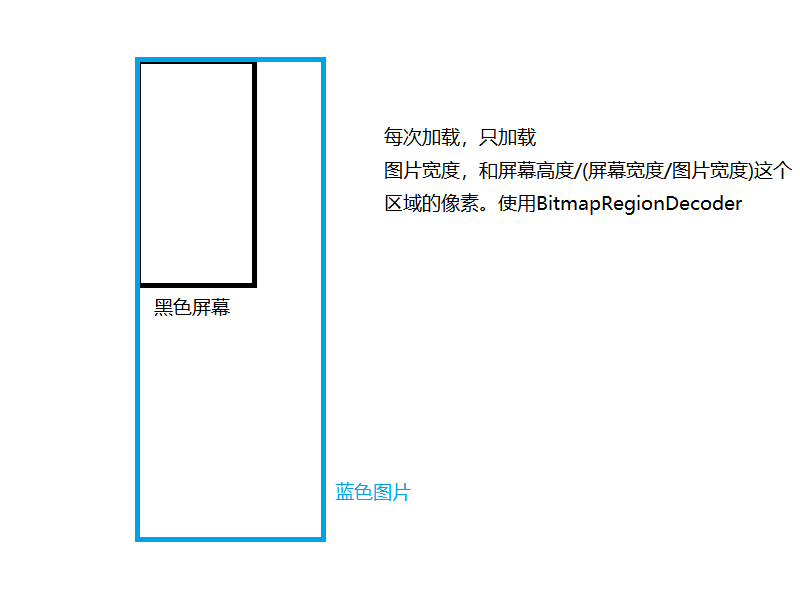 每次加载，只加载
图片宽度，和屏幕高度/(屏幕宽度/图片宽度)这个
区域的像素。使用BitmapRegionDecoder
黑色屏幕
蓝色图片